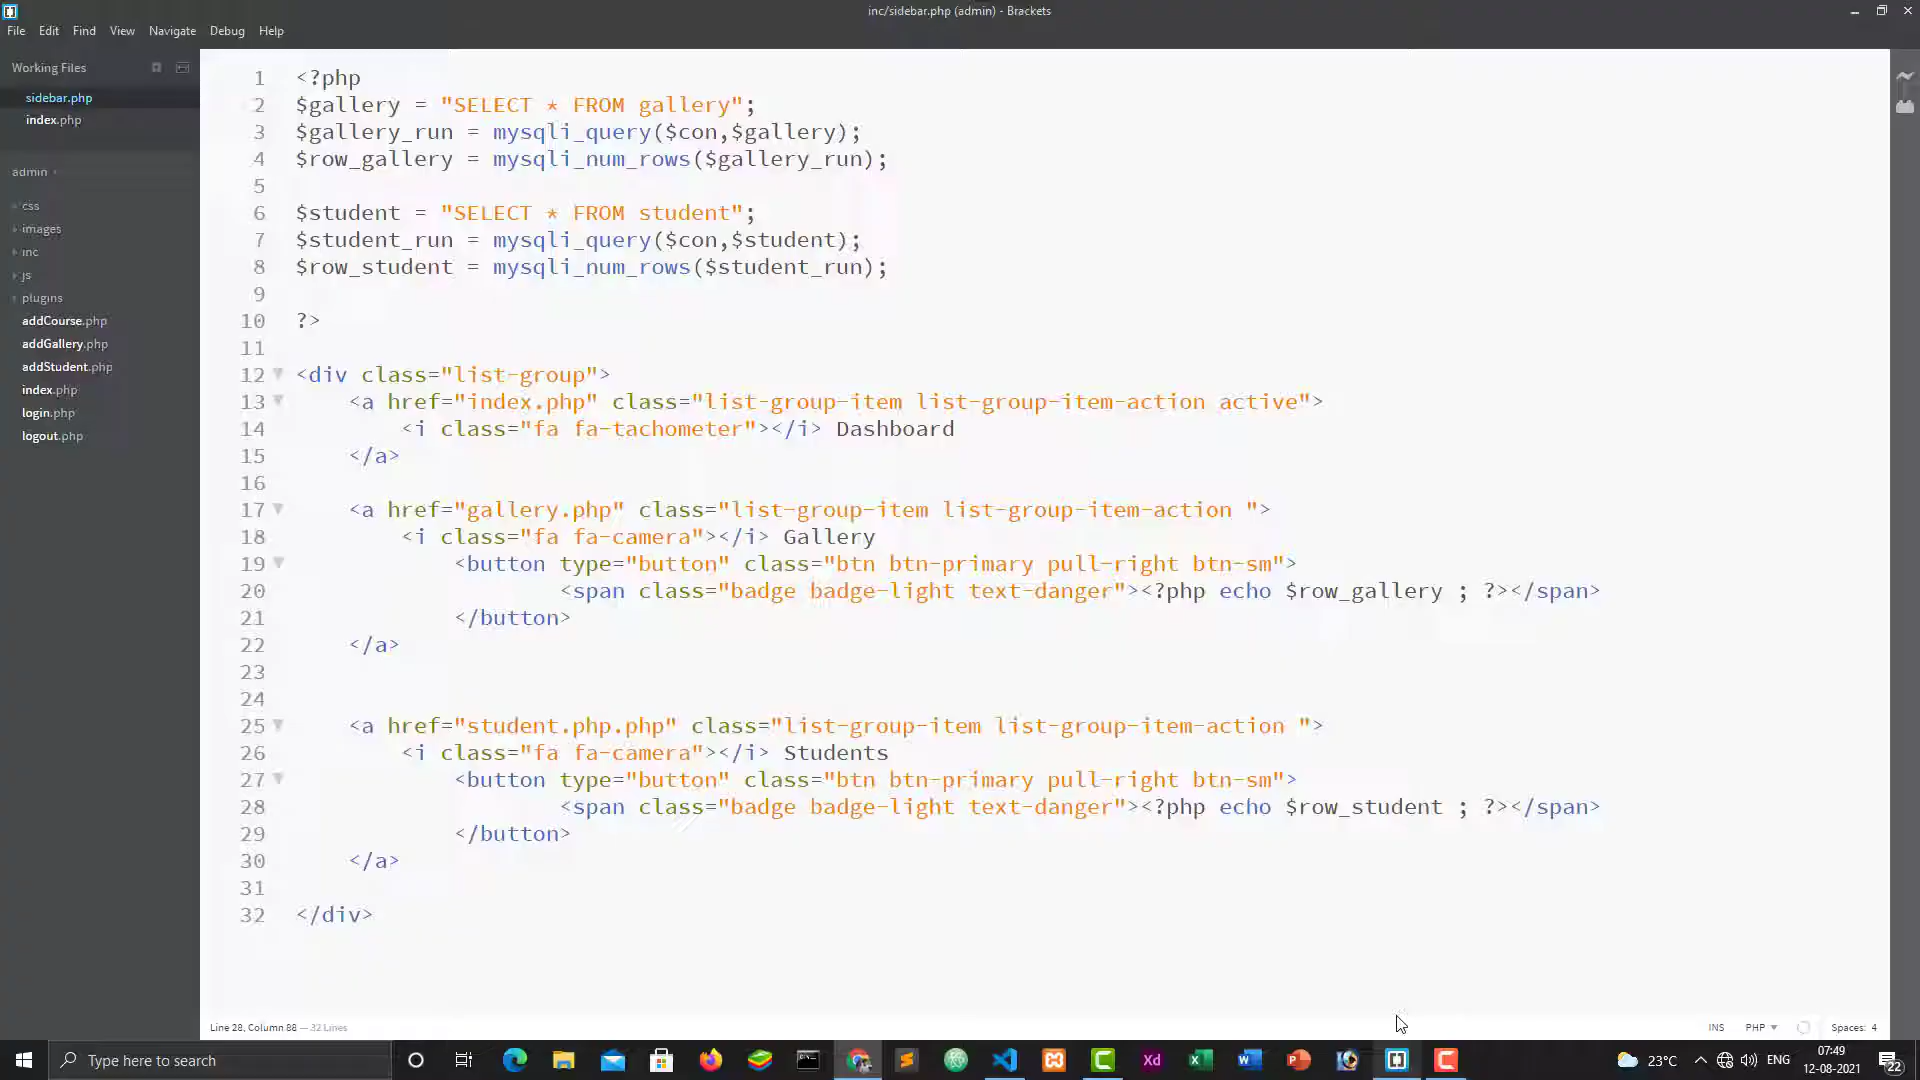 inc/sidebar.php (admin) - Brackets
File Edit Find View Navigate Debug Help
Working Files
sidebar.php
index.php
admin
css
images
inc
js
plugins
addCourse.php
addGallery.php
addStudent.php
index.php
login.php
logout.php
1 <?php
2 $gallery = "SELECT * FROM gallery";
3 $gallery_run = mysqli_query($con,$gallery);
4 $row_gallery = mysqli_num_rows($gallery_run);
5
6 $student = "SELECT * FROM student";
7 $student_run = mysqli_query($con,$student);
8 $row_student = mysqli_num_rows($student_run);
9
10 ?>
11
12 <div class="list-group">
13 <a href="index.php" class="list-group-item list-group-item-action active">
14 <i class="fa fa-tachometer"></i> Dashboard
15 </a>
16
17 <a href="gallery.php" class="list-group-item list-group-item-action ">
18 <i class="fa fa-camera"></i> Gallery
19 <button type="button" class="btn btn-primary pull-right btn-sm">
20 <span class="badge badge-light text-danger"><?php echo $row_gallery ; ?></span>
21 </button>
22 </a>
23
24
25 <a href="student.php.php" class="list-group-item list-group-item-action ">
26 <i class="fa fa-camera"></i> Students
27 <button type="button" class="btn btn-primary pull-right btn-sm">
28 <span class="badge badge-light text-danger"><?php echo $row_student ; ?></span>
29 </button>
30 </a>
31
32 </div>
Line 28, Column 88 — 32 Lines
INS PHP Spaces: 4
Type here to search
Xd
23°C
ENG
07:49
12-08-2021
22